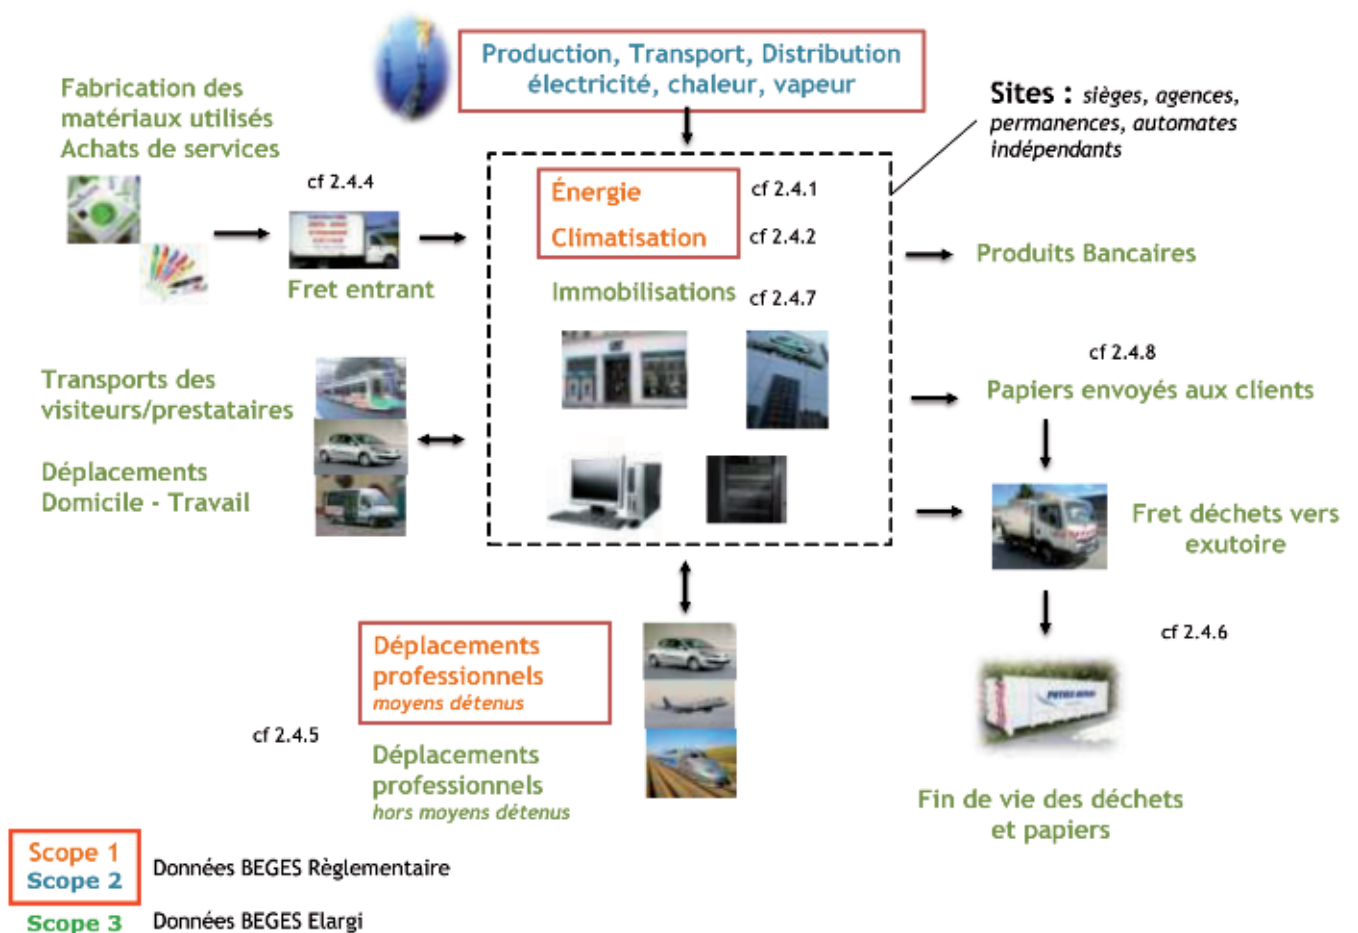 Production, Transport, Distribution
électricité, chaleur, vapeur
Fabrication des
matériaux utilisés
Achats de services
Sites : sièges, agences,
permanences, automates
indépendants
cf 2.4.4
Énergie
cf 2.4.1
Climatisation
cf 2.4.2
Fret entrant
Immobilisations
cf 2.4.7
Produits Bancaires
cf 2.4.8
Papiers envoyés aux clients
Transports des
visiteurs/prestataires
Déplacements
Domicile - Travail
Fret déchets vers
exutoire
cf 2.4.6
Déplacements
professionnels
moyens détenus
cf 2.4.5
Déplacements
professionnels
hors moyens détenus
Fin de vie des déchets
et papiers
Scope 1
Scope 2
Données BEGES Règlementaire
Scope 3
Données BEGES Elargi